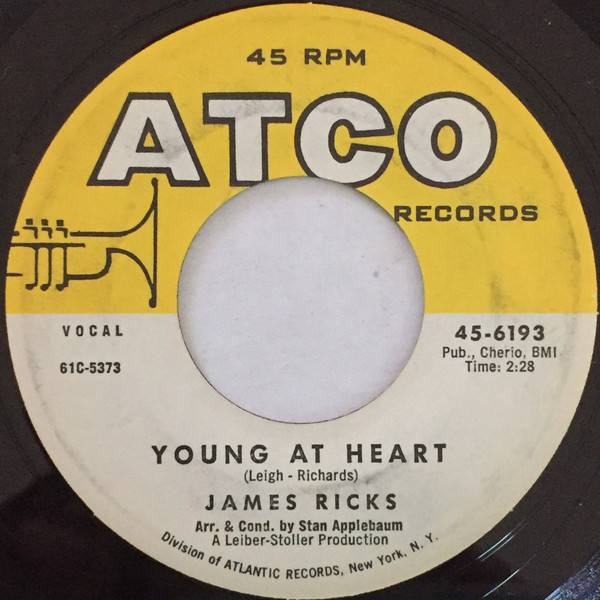 45 RPM
ATCO
RECORDS
VOCAL
61C-5373
45-6193
Pub., Cherio, BMI
Time: 2:28
YOUNG AT HEART
(Leigh - Richards)
JAMES RICKS
Arr. & Cond. by Stan Applebaum
A Leiber-Stoller Production
Division of ATLANTIC RECORDS, New York, N. Y.